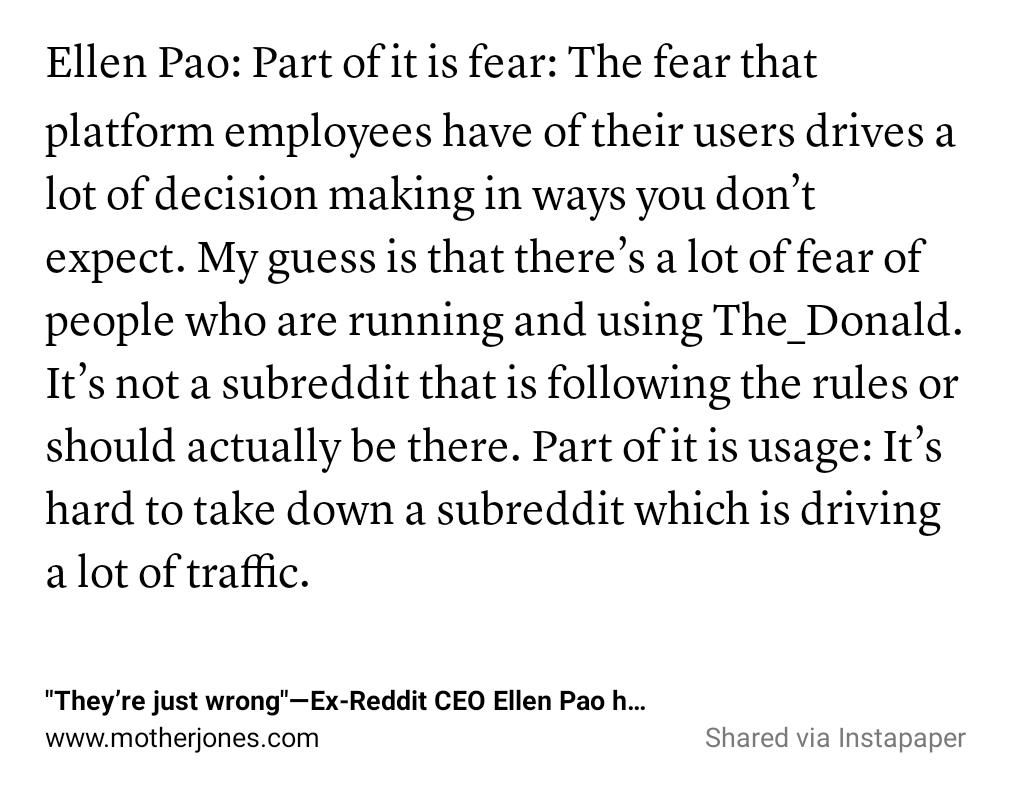 Ellen Pao: Part of it is fear: The fear that
platform employees have of their users drives a
lot of decision making in ways you don’t
expect. My guess is that there’s a lot of fear of
people who are running and using The_Donald.
It’s not a subreddit that is following the rules or
should actually be there. Part of it is usage: It’s
hard to take down a subreddit which is driving
a lot of traffic.
"They’re just wrong"—Ex-Reddit CEO Ellen Pao h…
www.motherjones.com
Shared via Instapaper